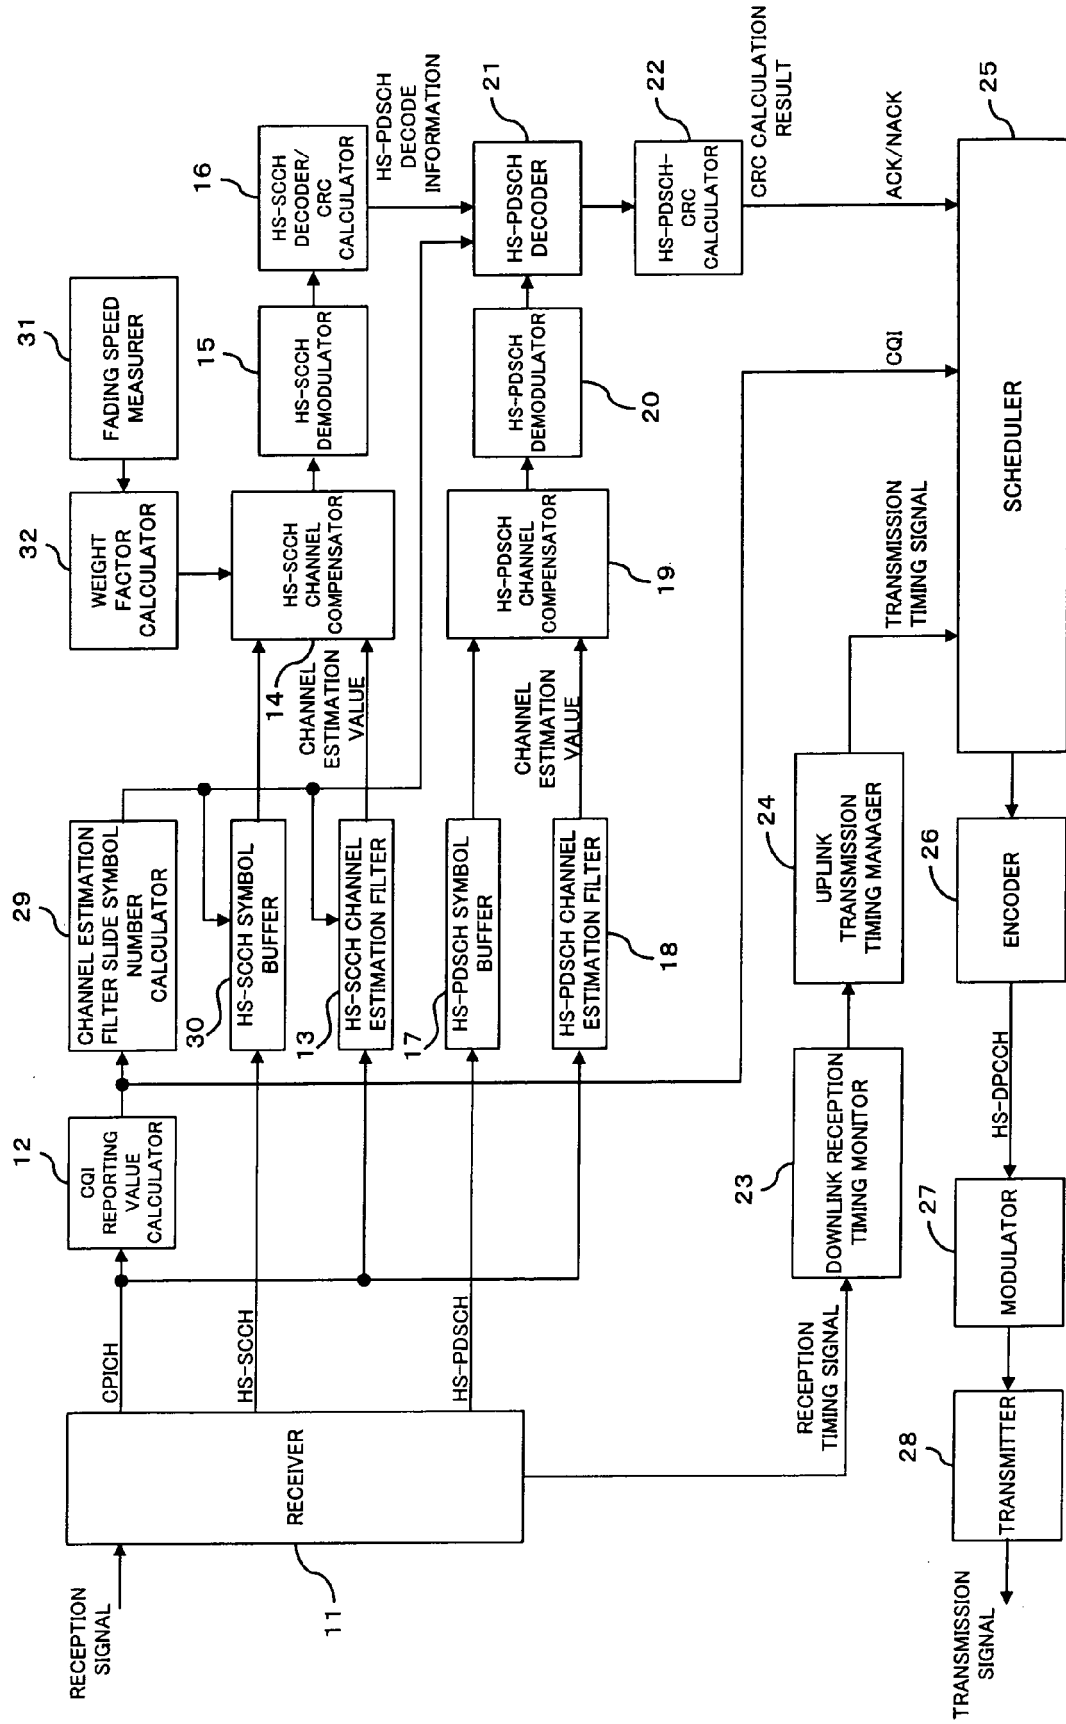 RECEPTION
SIGNAL
11
RECEIVER
CPICH
HS-SCCH
HS-PDSCH
RECEPTION
TIMING SIGNAL
12
CQI
REPORTING
VALUE
CALCULATOR
29
CHANNEL ESTIMATION
FILTER SLIDE SYMBOL
NUMBER
CALCULATOR
30
HS-SCCH SYMBOL
BUFFER
13
HS-SCCH CHANNEL
ESTIMATION FILTER
17
HS-PDSCH SYMBOL
BUFFER
HS-PDSCH CHANNEL
ESTIMATION FILTER
18
31
FADING SPEED
MEASURER
32
WEIGHT
FACTOR
CALCULATOR
HS-SCCH
CHANNEL
COMPENSATOR
14
CHANNEL
ESTIMATION
VALUE
15
HS-SCCH
DEMODULATOR
16
HS-SCCH
DECODER/
CRC
CALCULATOR
HS-PDSCH
DECODE
INFORMATION
HS-PDSCH
CHANNEL
COMPENSATOR
19
CHANNEL
ESTIMATION
VALUE
HS-PDSCH
DEMODULATOR
20
21
HS-PDSCH
DECODER
22
HS-PDSCH-
CRC
CALCULATOR
CRC CALCULATION
RESULT
ACK/NACK
CQI
23
DOWNLINK RECEPTION
TIMING MONITOR
24
UPLINK
TRANSMISSION
TIMING MANAGER
TRANSMISSION
TIMING SIGNAL
25
SCHEDULER
26
ENCODER
HS-DPCCH
27
MODULATOR
28
TRANSMITTER
TRANSMISSION
SIGNAL